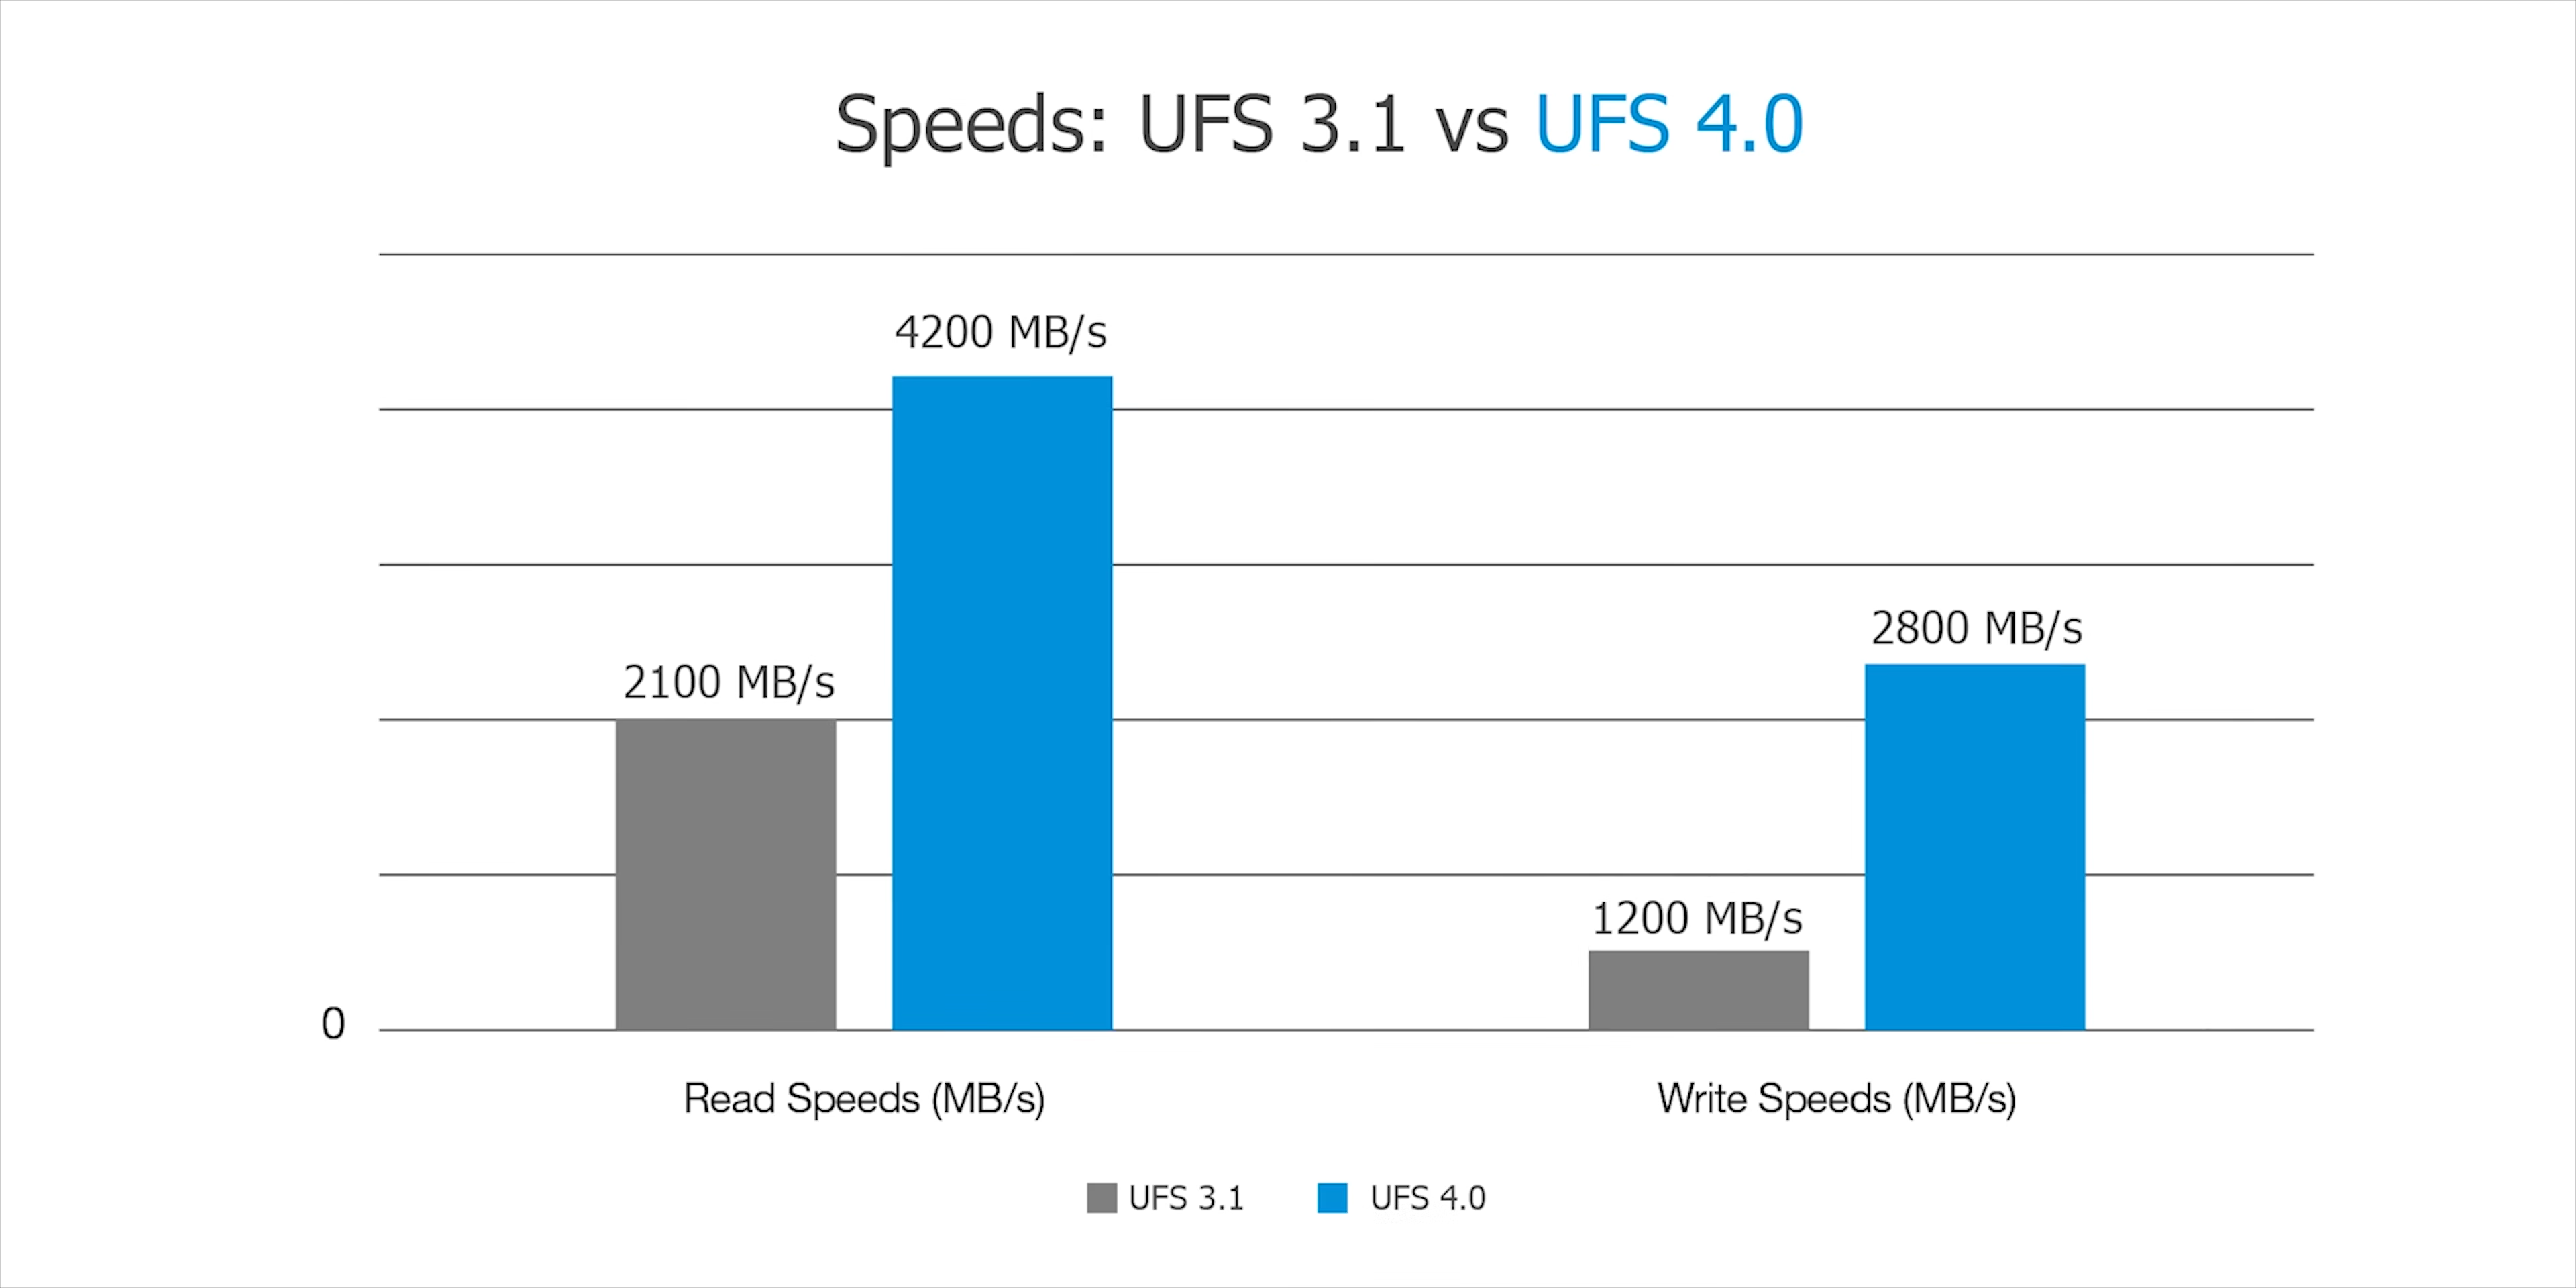 Speeds: UFS 3.1 vs UFS 4.0
4200 MB/s
2100 MB/s
2800 MB/s
1200 MB/s
0
Read Speeds (MB/s)
Write Speeds (MB/s)
UFS 3.1
UFS 4.0